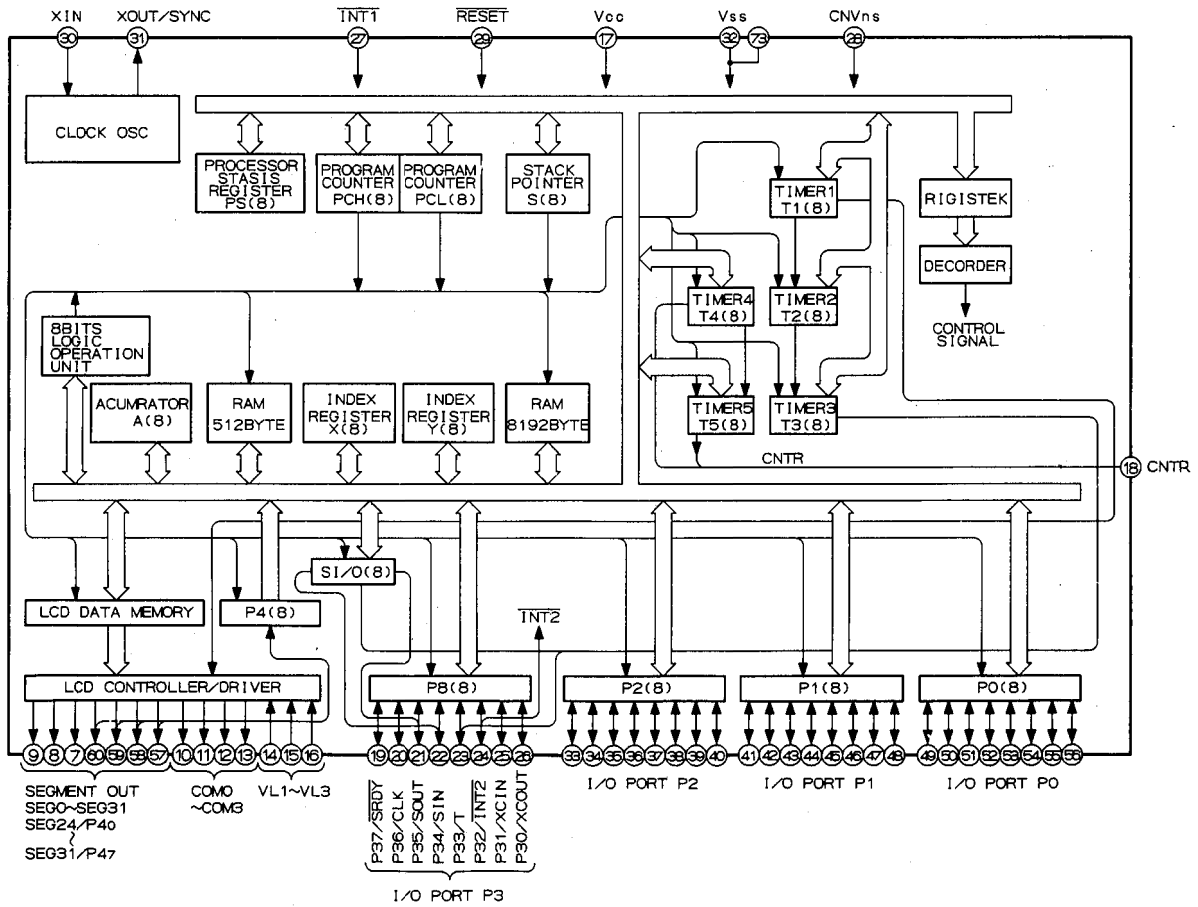 XIN
XOUT/SYNC
INT1
RESET
Vcc
Vss
CNVns
30
31
27
29
17
32
73
28
CLOCK OSC
PROCESSOR
STASIS
REGISTER
PS(8)
PROGRAM
COUNTER
PCH(8)
PROGRAM
COUNTER
PCL(8)
STACK
POINTER
S(8)
TIMER1
T1(8)
RIGISTEK
DECORDER
CONTROL
SIGNAL
TIMER4
T4(8)
TIMER2
T2(8)
8BITS
LOGIC
OPERATION
UNIT
ACUMRATOR
A(8)
RAM
512BYTE
INDEX
REGISTER
X(8)
INDEX
REGISTER
Y(8)
RAM
8192BYTE
TIMER5
T5(8)
TIMER3
T3(8)
CNTR
18 CNTR
SI/O(8)
LCD DATA MEMORY
P4(8)
INT2
LCD CONTROLLER/DRIVER
P8(8)
P2(8)
P1(8)
P0(8)
9 8 7 60 59 58 57 10 11 12 13 14 15 16
19 20 21 22 23 24 25 26
33 34 35 36 37 38 39 40
41 42 43 44 45 46 47 48
49 50 51 52 53 54 55 56
SEGMENT OUT
SEG0~SEG31
SEG24/P40
~
SEG31/P47
COM0
~COM3
VL1~VL3
P37/SRDY
P36/CLK
P35/SOUT
P34/SIN
P33/T
P32/INT2
P31/XCIN
P30/XCOUT
I/O PORT P3
I/O PORT P2
I/O PORT P1
I/O PORT P0